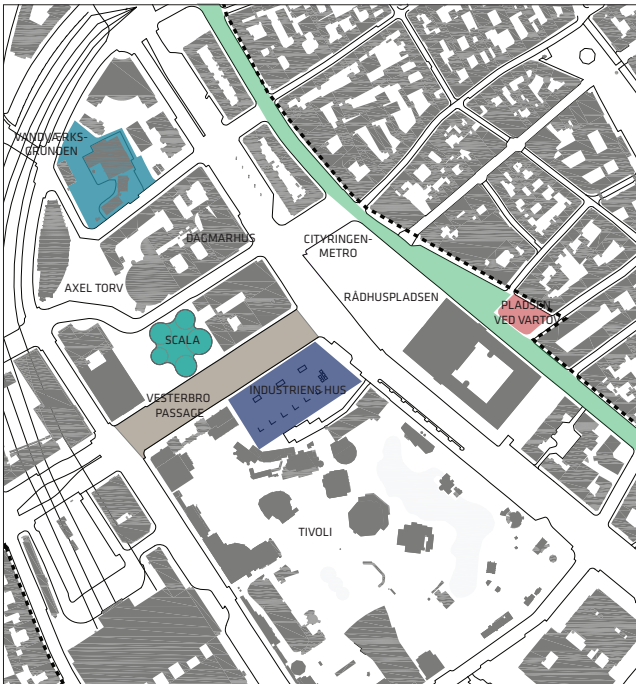 VANDVÆRKS-
GRUNDEN
DAGMARHUS
CITYRINGEN-
METRO
AXEL TORV
RÅDHUSPLADSEN
PLADSEN
VED VARTOV
SCALA
INDUSTRIENS HUS
VESTERBRO
PASSAGE
TIVOLI